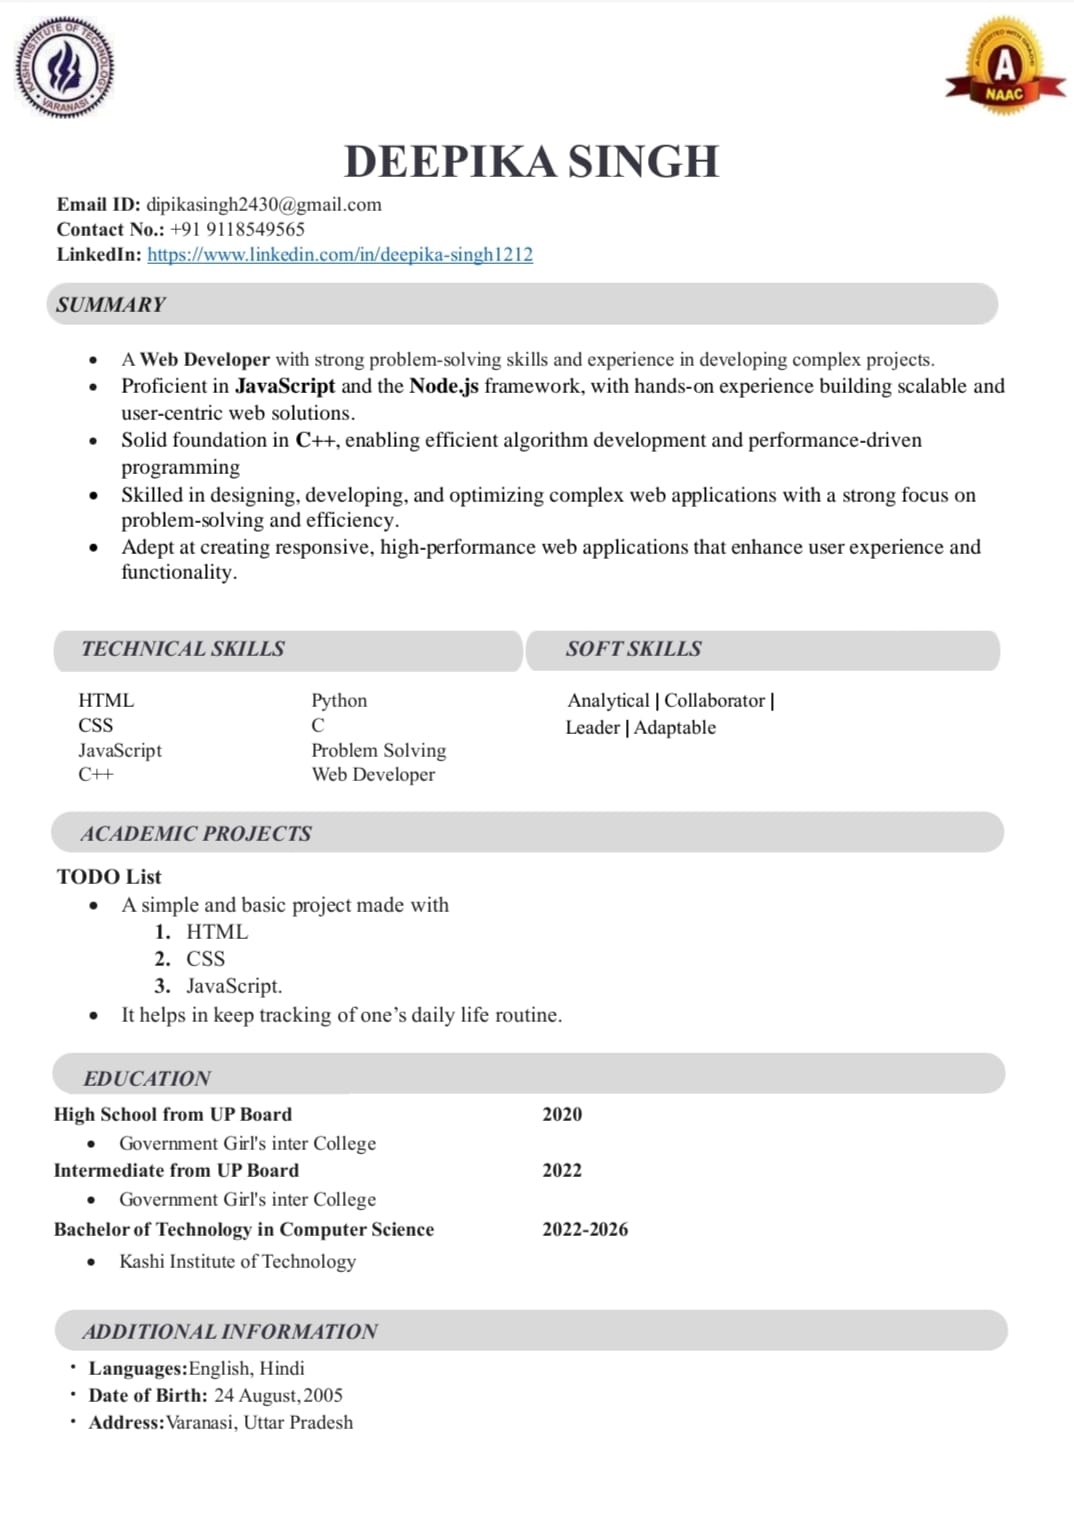 KASHI INSTITUTE OF TECHNOLOGY
VARANASI
ACCREDITED WITH GRADE
A
NAAC
DEEPIKA SINGH
Email ID: dipikasingh2430@gmail.com
Contact No.: +91 9118549565
LinkedIn: https://www.linkedin.com/in/deepika-singh1212
SUMMARY
• A Web Developer with strong problem-solving skills and experience in developing complex projects.
• Proficient in JavaScript and the Node.js framework, with hands-on experience building scalable and
user-centric web solutions.
• Solid foundation in C++, enabling efficient algorithm development and performance-driven
programming
• Skilled in designing, developing, and optimizing complex web applications with a strong focus on
problem-solving and efficiency.
• Adept at creating responsive, high-performance web applications that enhance user experience and
functionality.
TECHNICAL SKILLS
HTML
CSS
JavaScript
C++
Python
C
Problem Solving
Web Developer
SOFT SKILLS
Analytical | Collaborator |
Leader | Adaptable
ACADEMIC PROJECTS
TODO List
• A simple and basic project made with
1. HTML
2. CSS
3. JavaScript.
• It helps in keep tracking of one’s daily life routine.
EDUCATION
High School from UP Board 2020
• Government Girl's inter College
Intermediate from UP Board 2022
• Government Girl's inter College
Bachelor of Technology in Computer Science 2022-2026
• Kashi Institute of Technology
ADDITIONAL INFORMATION
• Languages:English, Hindi
• Date of Birth: 24 August,2005
• Address:Varanasi, Uttar Pradesh